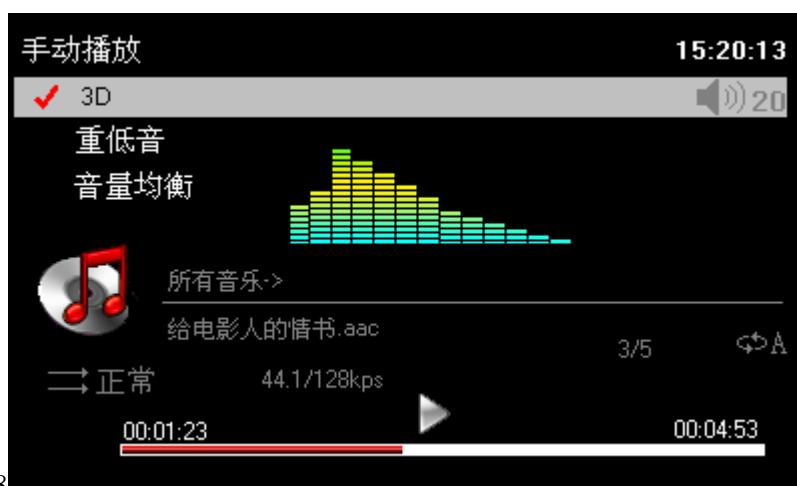 手动播放 15:20:13
3D 20
重低音
音量均衡
所有音乐->
给电影人的情书.aac
3/5 A
正常 44.1/128kps
00:01:23 00:04:53